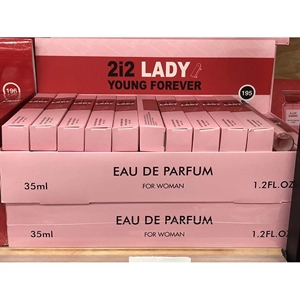 2i2 LADY
YOUNG FOREVER
195
196
EAU DE PARFUM
35ml FOR WOMAN 1.2FL.OZ
EAU DE PARFUM
35ml FOR WOMAN 1.2FL.OZ